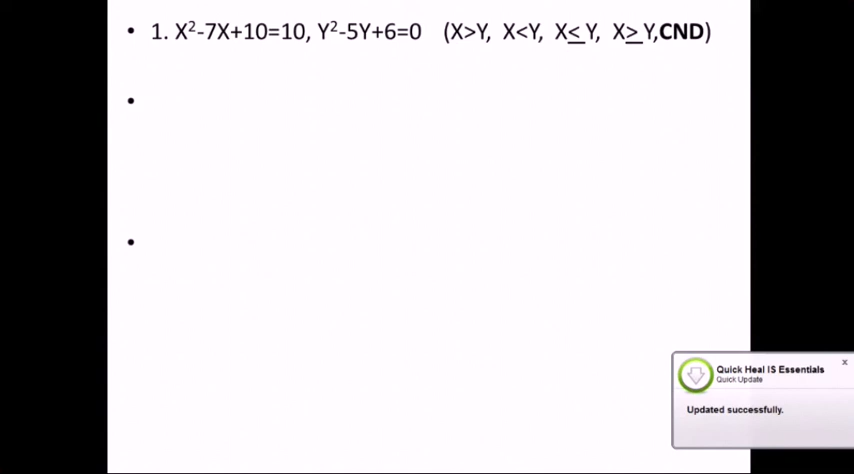 • 1. X²-7X+10=10, Y²-5Y+6=0 (X>Y, X<Y, X≤ Y, X≥ Y,CND)
•
•
Quick Heal IS Essentials
x
Quick Update
Updated successfully.